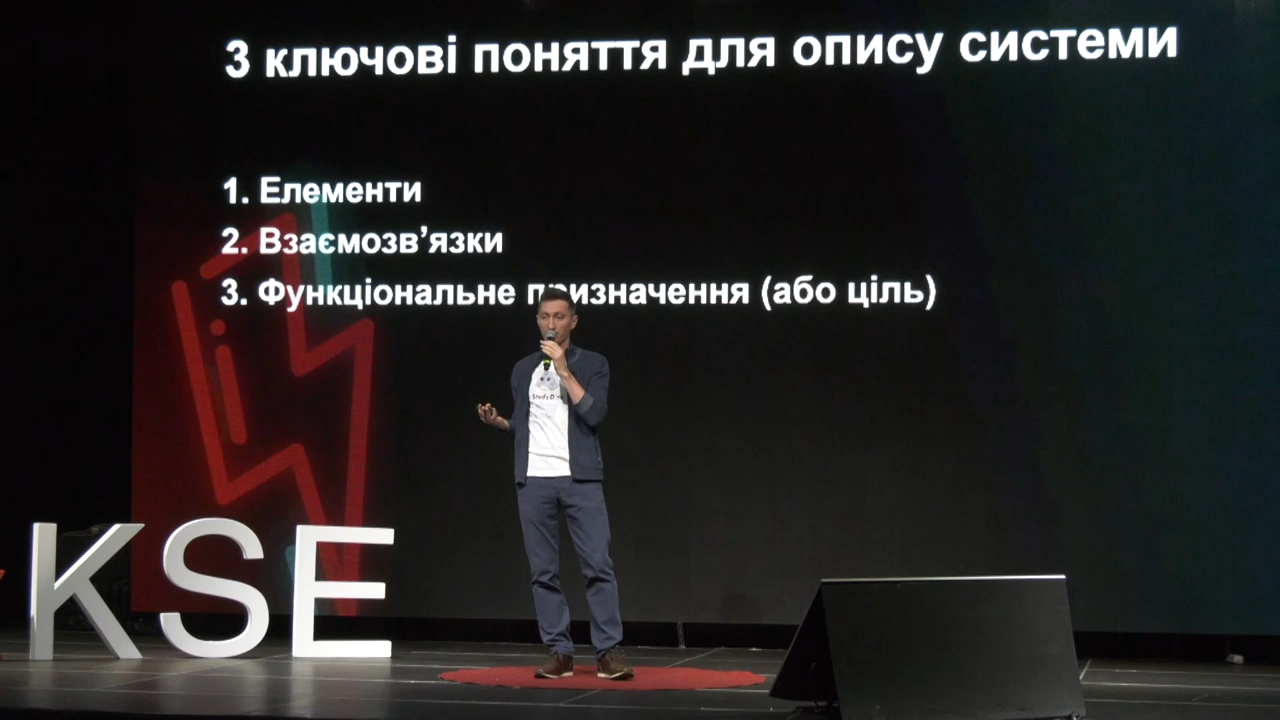 3 ключові поняття для опису системи
1. Елементи
2. Взаємозв’язки
3. Функціональне призначення (або ціль)
KSE